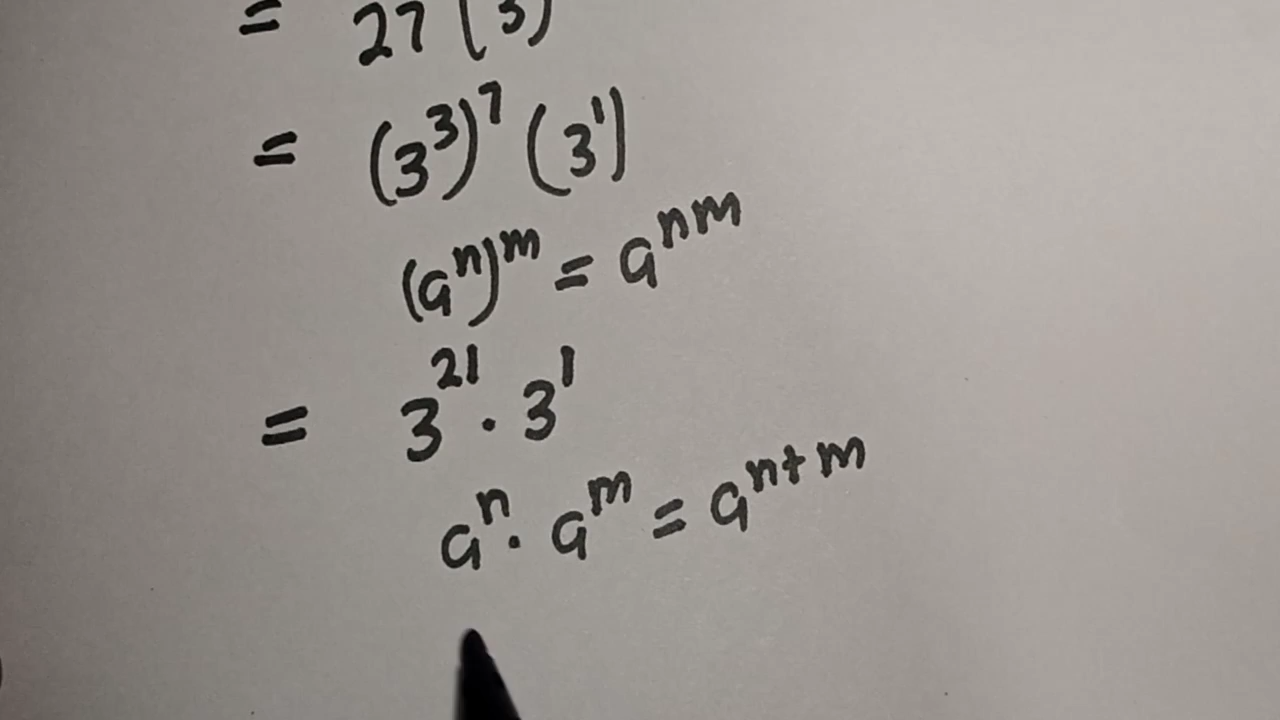 = 27 (3)
= (3³)⁷ (3¹)
(aⁿ)ᵐ = aⁿᵐ
= 3²¹ · 3¹
aⁿ · aᵐ = aⁿ⁺ᵐ